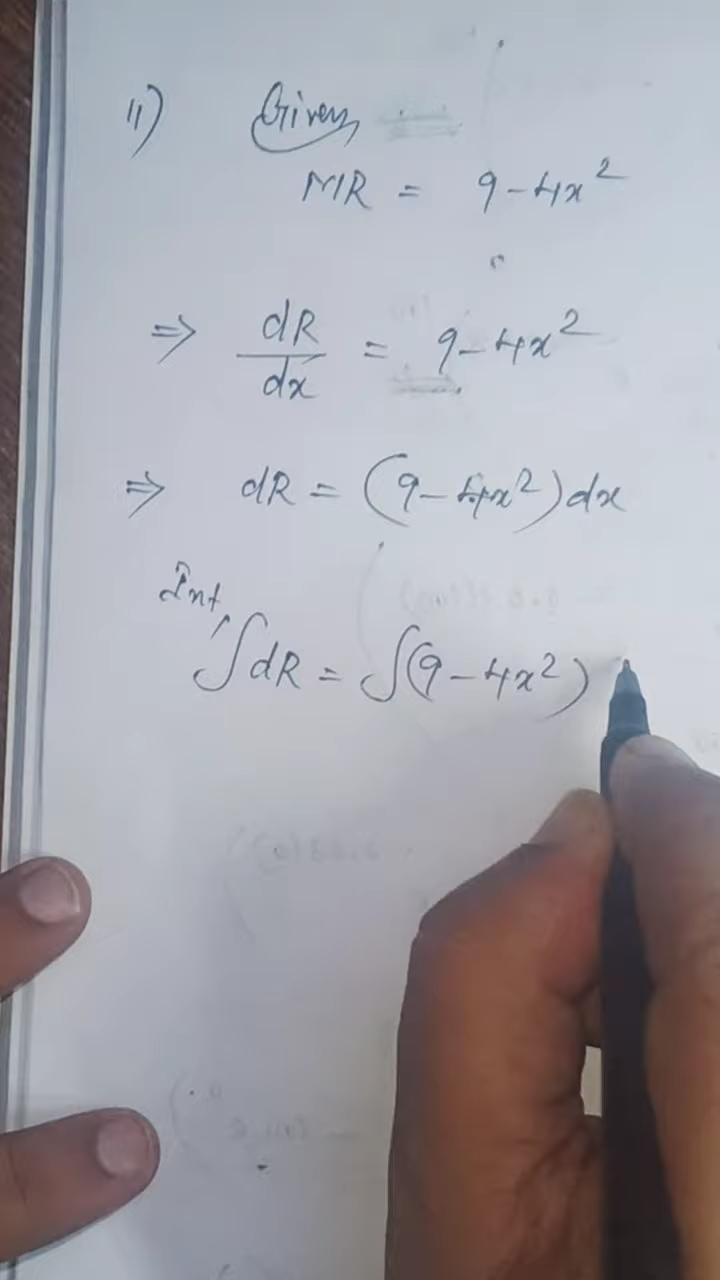 11) Given
MR = 9-4x²
⇒ dR/dx = 9-4x²
⇒ dR = (9-4x²)dx
Int
∫dR = ∫(9-4x²)